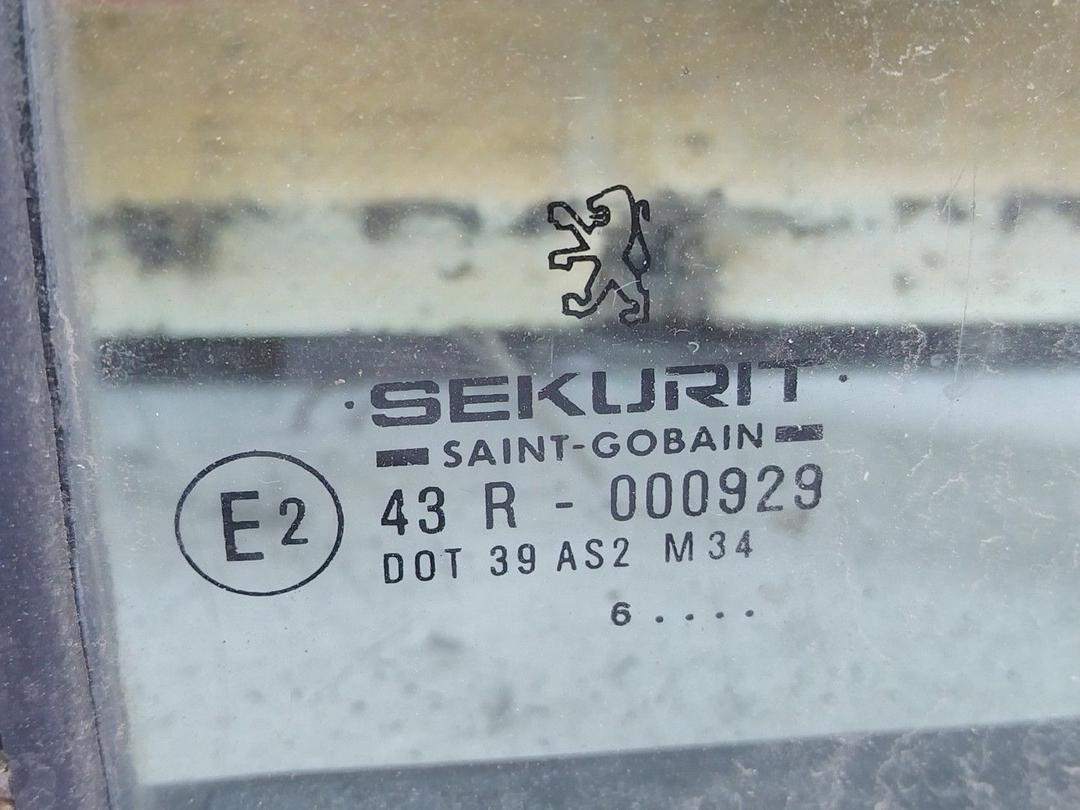 ·SEKURIT·
SAINT-GOBAIN
E2
43 R - 000929
DOT 39 AS2 M34
6....